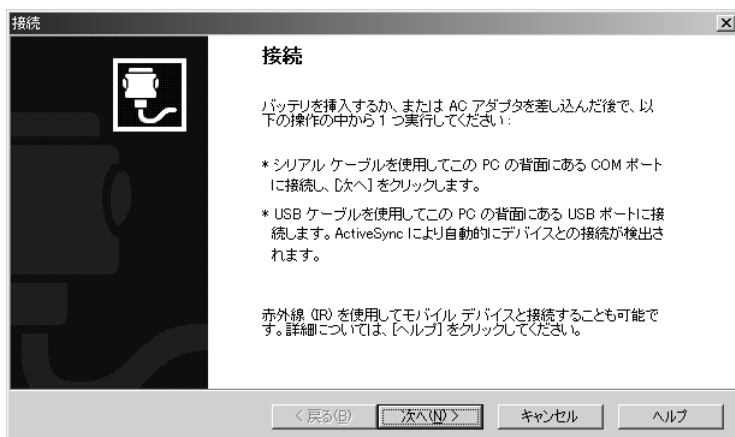 接続
接続
バッテリを挿入するか、または AC アダプタを差し込んだ後で、以
下の操作の中から 1 つ実行してください:
* シリアル ケーブルを使用してこの PC の背面にある COM ポート
に接続し、[次へ] をクリックします。
* USB ケーブルを使用してこの PC の背面にある USB ポートに接
続します。ActiveSync により自動的にデバイスとの接続が検出さ
れます。
赤外線 (IR) を使用してモバイル デバイスと接続することも可能で
す。詳細については、[ヘルプ] をクリックしてください。
< 戻る(B) 次へ(N) > キャンセル ヘルプ